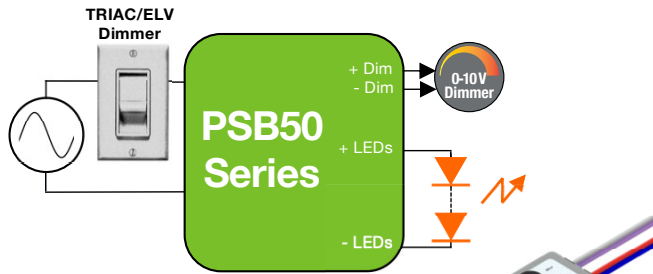 TRIAC/ELV
Dimmer
+ Dim
- Dim
0-10V
Dimmer
PSB50
Series
+ LEDs
- LEDs